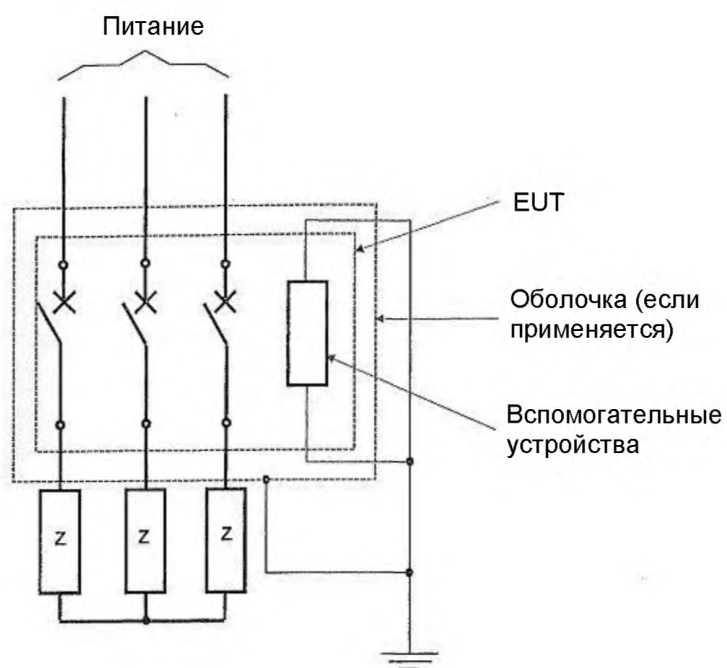 Питание
EUT
Оболочка (если
применяется)
Вспомогательные
устройства
z
z
z